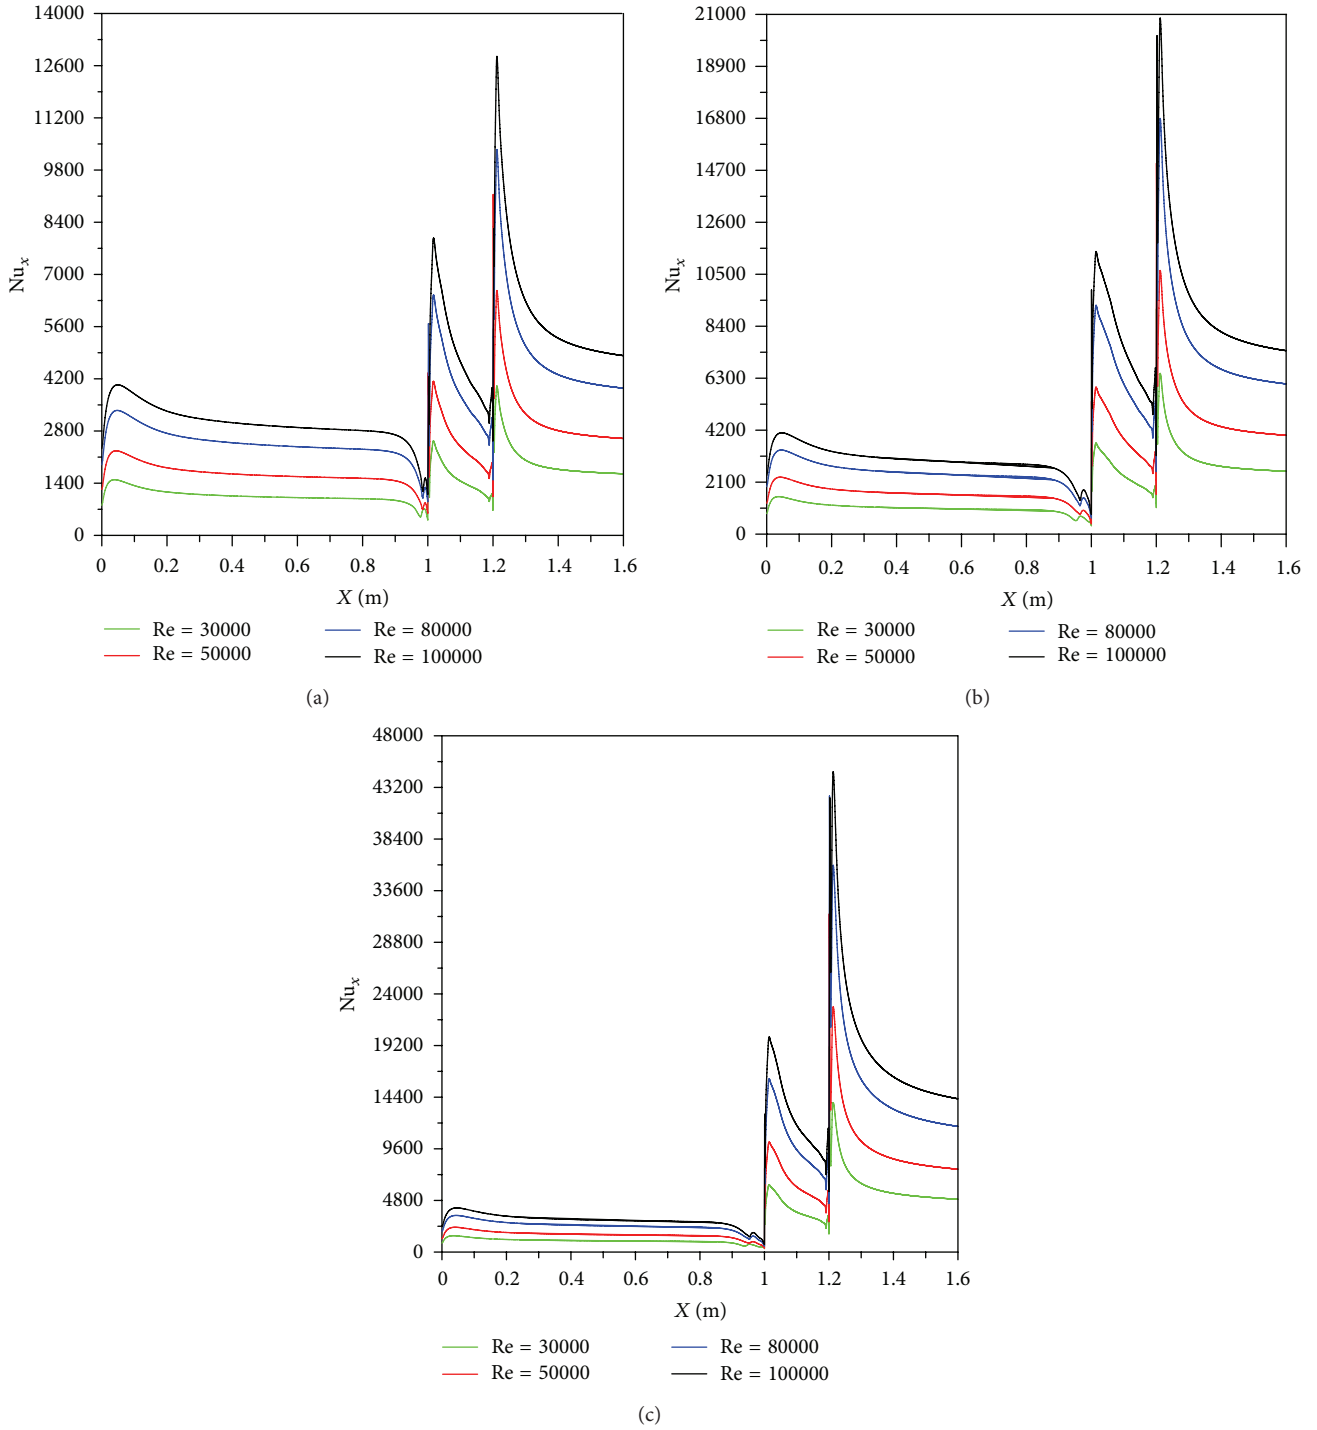 14000
12600
11200
9800
8400
7000
5600
4200
2800
1400
0
Nuₓ
0 0.2 0.4 0.6 0.8 1 1.2 1.4 1.6
X (m)
Re = 30000
Re = 50000
Re = 80000
Re = 100000
(a)
21000
18900
16800
14700
12600
10500
8400
6300
4200
2100
0
Nuₓ
0 0.2 0.4 0.6 0.8 1 1.2 1.4 1.6
X (m)
Re = 30000
Re = 50000
Re = 80000
Re = 100000
(b)
48000
43200
38400
33600
28800
24000
19200
14400
9600
4800
0
Nuₓ
0 0.2 0.4 0.6 0.8 1 1.2 1.4 1.6
X (m)
Re = 30000
Re = 50000
Re = 80000
Re = 100000
(c)